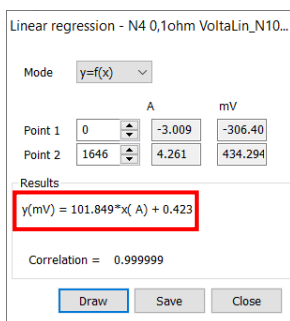 Linear regression - N4 0,1ohm VoltaLin_N10...
Mode y=f(x)
A mV
Point 1 0 -3.009 -306.40
Point 2 1646 4.261 434.294
Results
y(mV) = 101.849*x( A) + 0.423
Correlation = 0.999999
Draw Save Close